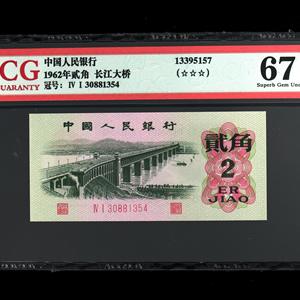 CG
GUARANTY
中国人民银行
1962年贰角 长江大桥
冠号: IV I 30881354
13395157
(☆☆☆)
67
Superb Gem Unc
中國人民銀行
貳角
2
ER
JIAO
IV I 30881354